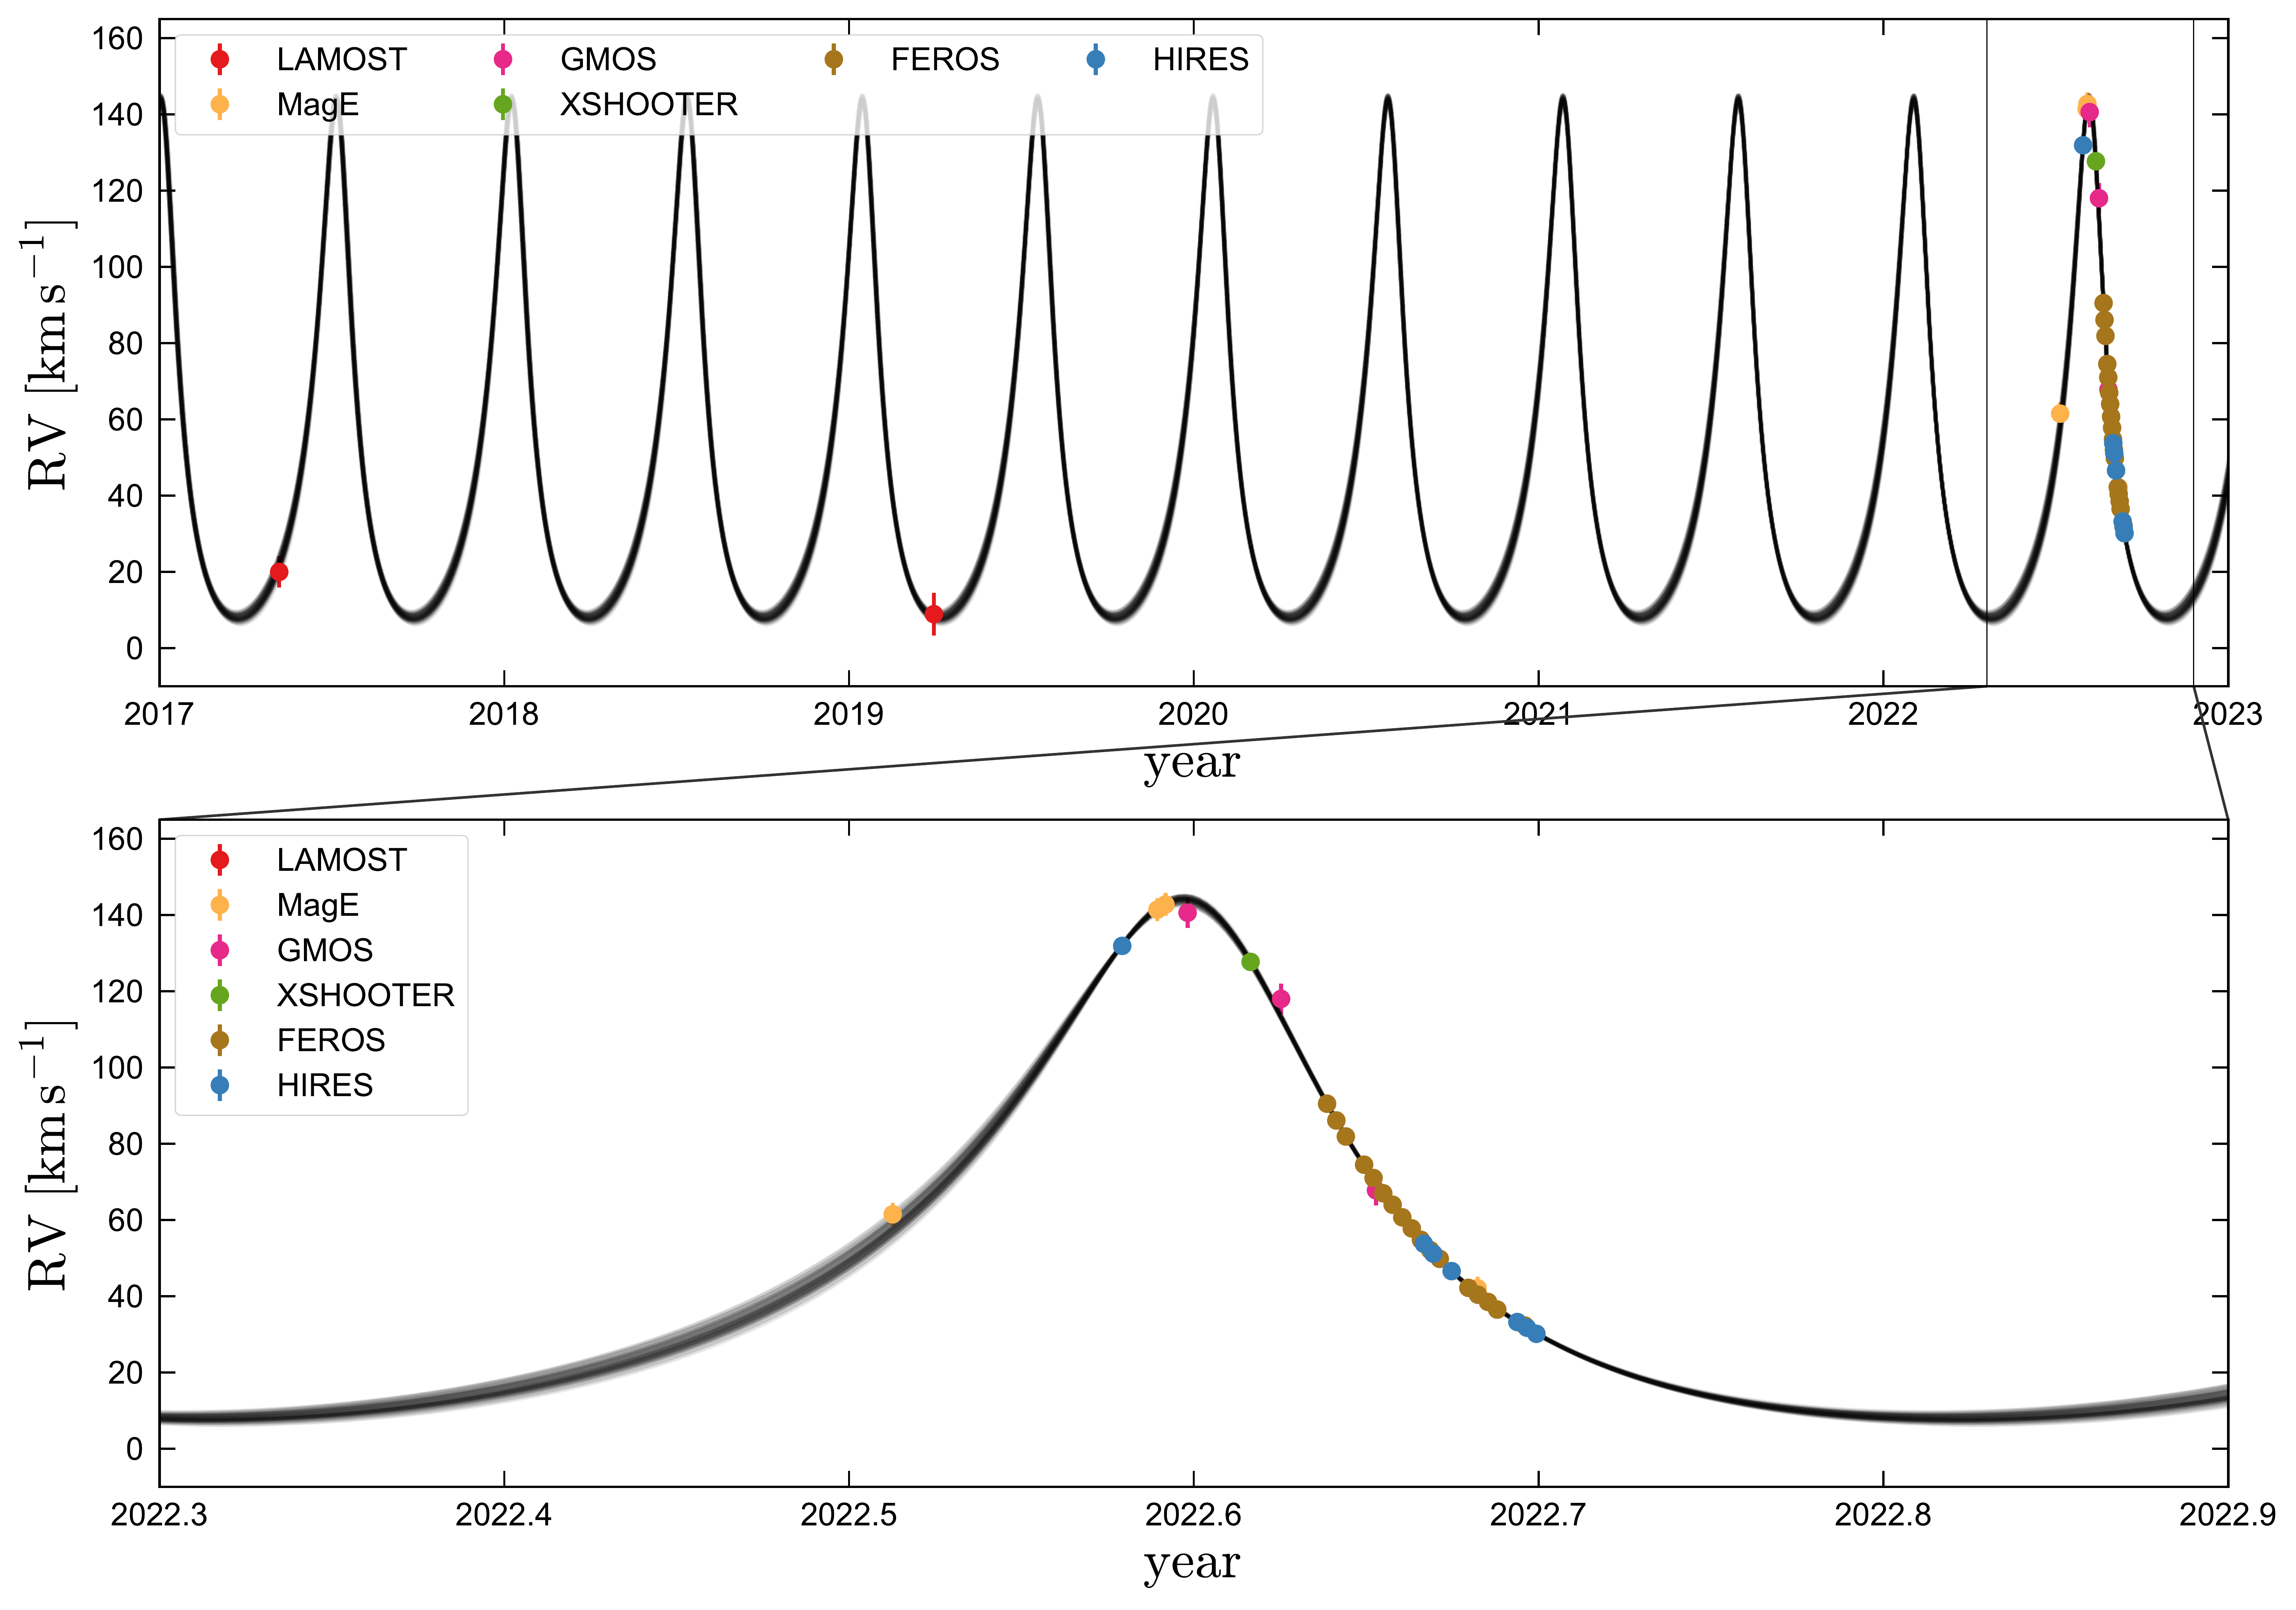 160
140
120
100
80
60
40
20
0
RV [km s⁻¹]
LAMOST GMOS FEROS HIRES
MagE XSHOOTER
2017 2018 2019 2020 2021 2022 2023
year
160
140
120
100
80
60
40
20
0
RV [km s⁻¹]
LAMOST
MagE
GMOS
XSHOOTER
FEROS
HIRES
2022.3 2022.4 2022.5 2022.6 2022.7 2022.8 2022.9
year